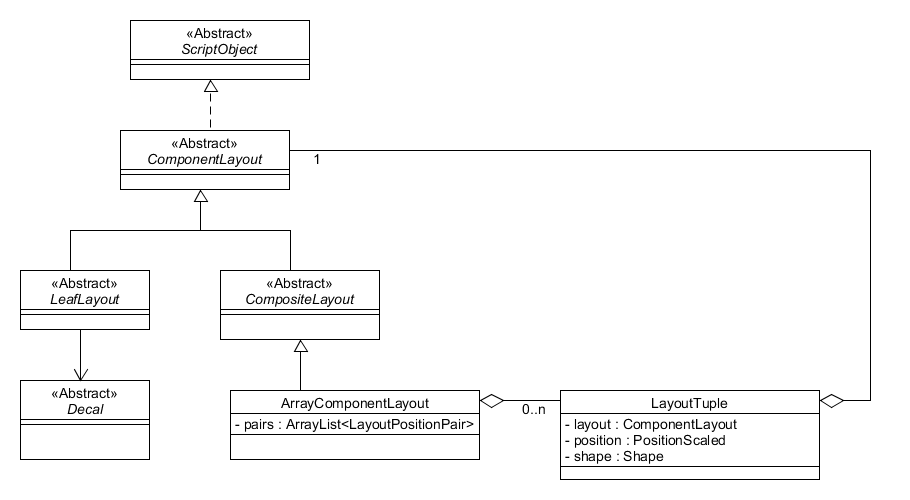 «Abstract»
ScriptObject
«Abstract»
ComponentLayout
1
«Abstract»
LeafLayout
«Abstract»
CompositeLayout
«Abstract»
Decal
ArrayComponentLayout
- pairs : ArrayList<LayoutPositionPair>
0..n
LayoutTuple
- layout : ComponentLayout
- position : PositionScaled
- shape : Shape